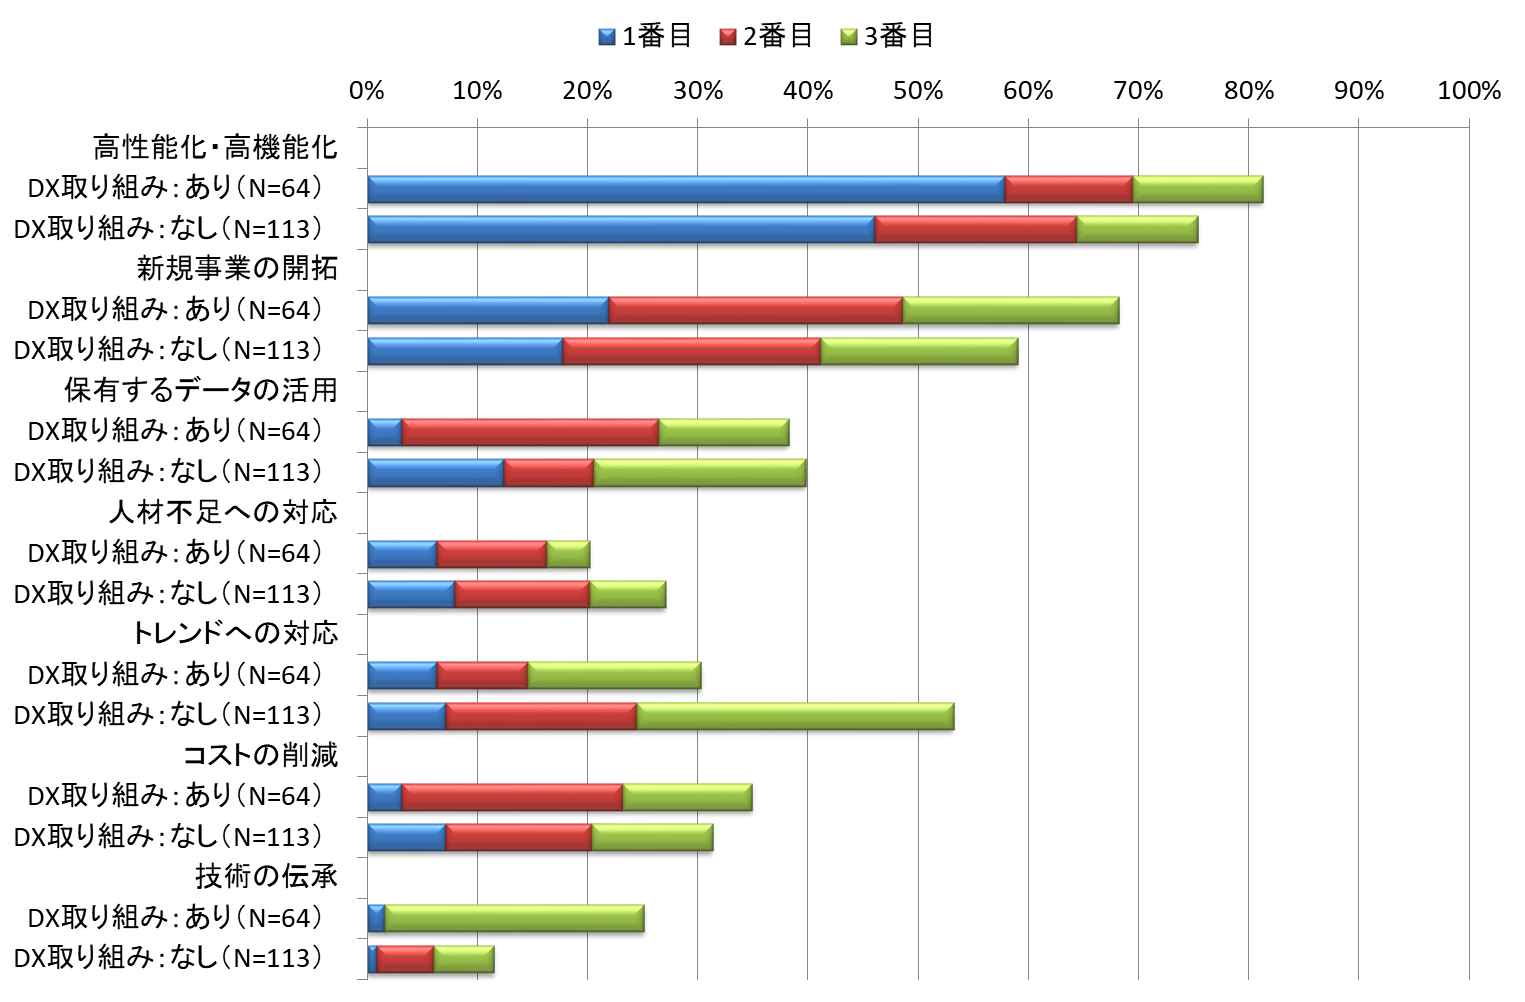 1番目 2番目 3番目
0% 10% 20% 30% 40% 50% 60% 70% 80% 90% 100%
高性能化・高機能化
DX取り組み：あり（N=64）
DX取り組み：なし（N=113）
新規事業の開拓
DX取り組み：あり（N=64）
DX取り組み：なし（N=113）
保有するデータの活用
DX取り組み：あり（N=64）
DX取り組み：なし（N=113）
人材不足への対応
DX取り組み：あり（N=64）
DX取り組み：なし（N=113）
トレンドへの対応
DX取り組み：あり（N=64）
DX取り組み：なし（N=113）
コストの削減
DX取り組み：あり（N=64）
DX取り組み：なし（N=113）
技術の伝承
DX取り組み：あり（N=64）
DX取り組み：なし（N=113）